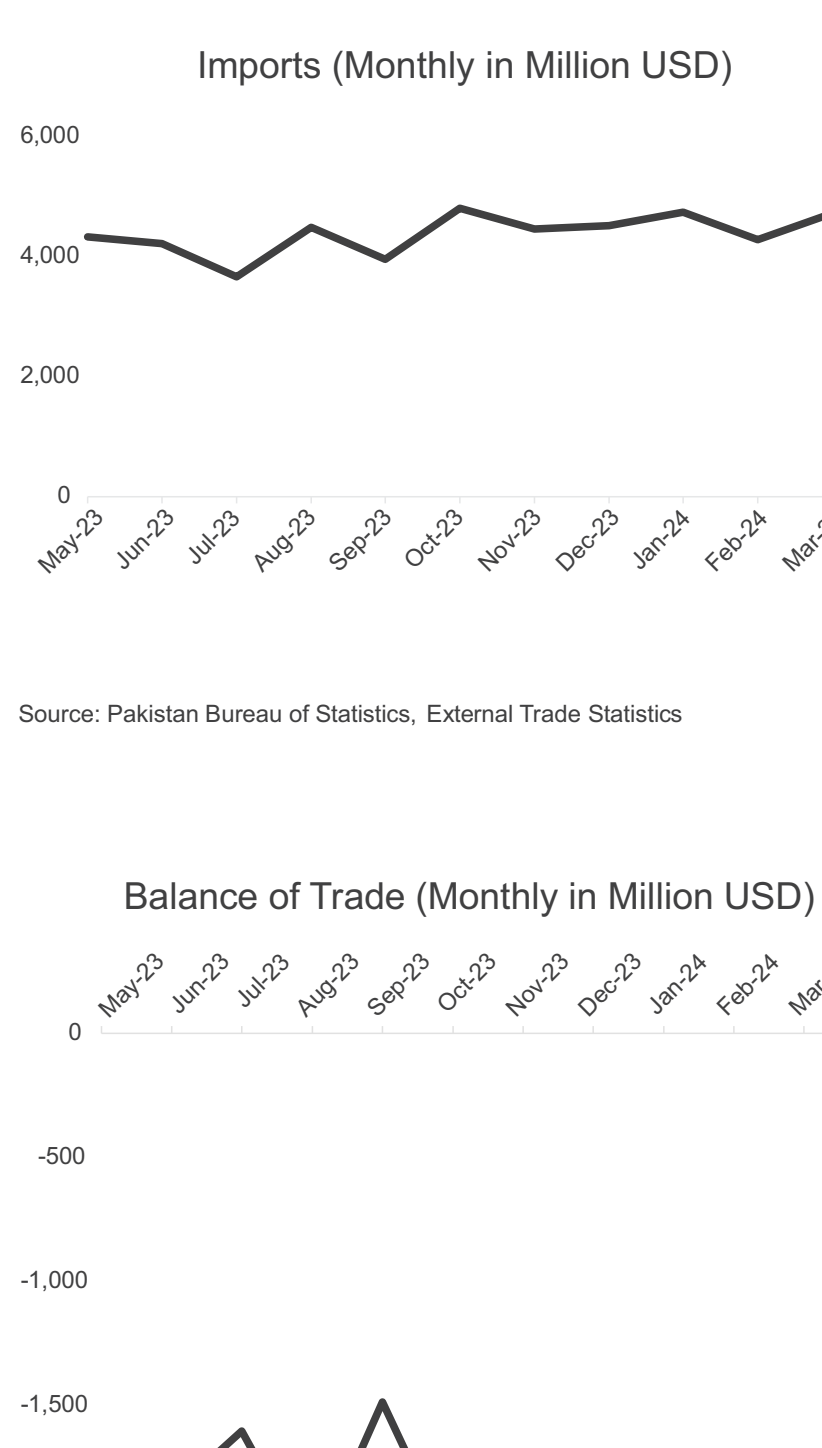 Imports (Monthly in Million USD)
6,000
4,000
2,000
0
May-23 Jun-23 Jul-23 Aug-23 Sep-23 Oct-23 Nov-23 Dec-23 Jan-24 Feb-24
Source: Pakistan Bureau of Statistics, External Trade Statistics
Balance of Trade (Monthly in Million USD)
May-23 Jun-23 Jul-23 Aug-23 Sep-23 Oct-23 Nov-23 Dec-23 Jan-24 Feb-24
0
-500
-1,000
-1,500